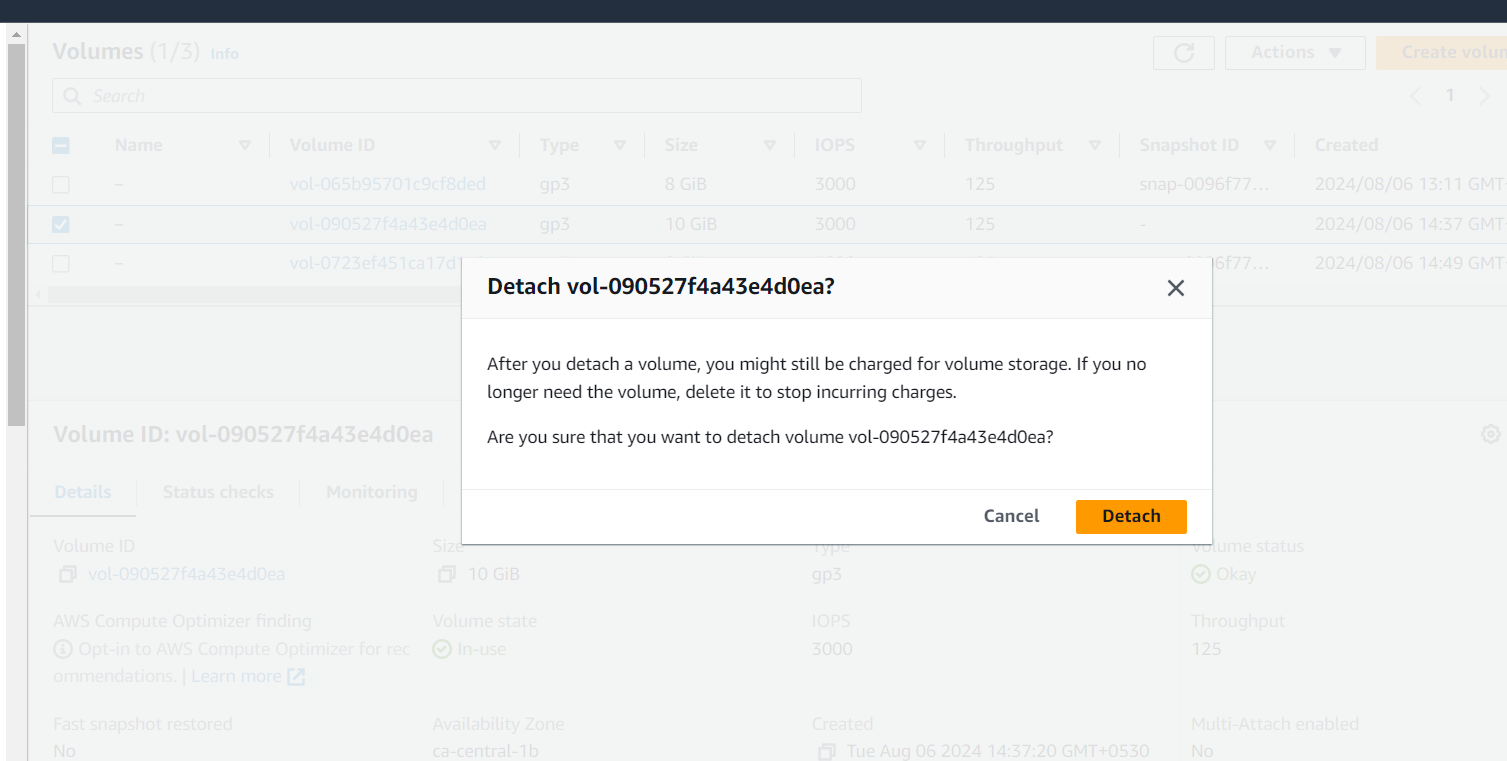 Volumes (1/3) Info
Actions
Create volum
Search
1
Name Volume ID Type Size IOPS Throughput Snapshot ID Created
– vol-065b95701c9cf8ded gp3 8 GiB 3000 125 snap-0096f77... 2024/08/06 13:11 GMT+
– vol-090527f4a43e4d0ea gp3 10 GiB 3000 125 - 2024/08/06 14:37 GMT+
– vol-0723ef451ca17d 96f77... 2024/08/06 14:49 GMT+
Detach vol-090527f4a43e4d0ea?
After you detach a volume, you might still be charged for volume storage. If you no
longer need the volume, delete it to stop incurring charges.
Are you sure that you want to detach volume vol-090527f4a43e4d0ea?
Cancel Detach
Volume ID: vol-090527f4a43e4d0ea
Details Status checks Monitoring
Volume ID Size Type Volume status
vol-090527f4a43e4d0ea 10 GiB gp3 Okay
AWS Compute Optimizer finding Volume state IOPS Throughput
Opt-in to AWS Compute Optimizer for rec In-use 3000 125
ommendations. | Learn more
Fast snapshot restored Availability Zone Created Multi-Attach enabled
No ca-central-1b Tue Aug 06 2024 14:37:20 GMT+0530 No